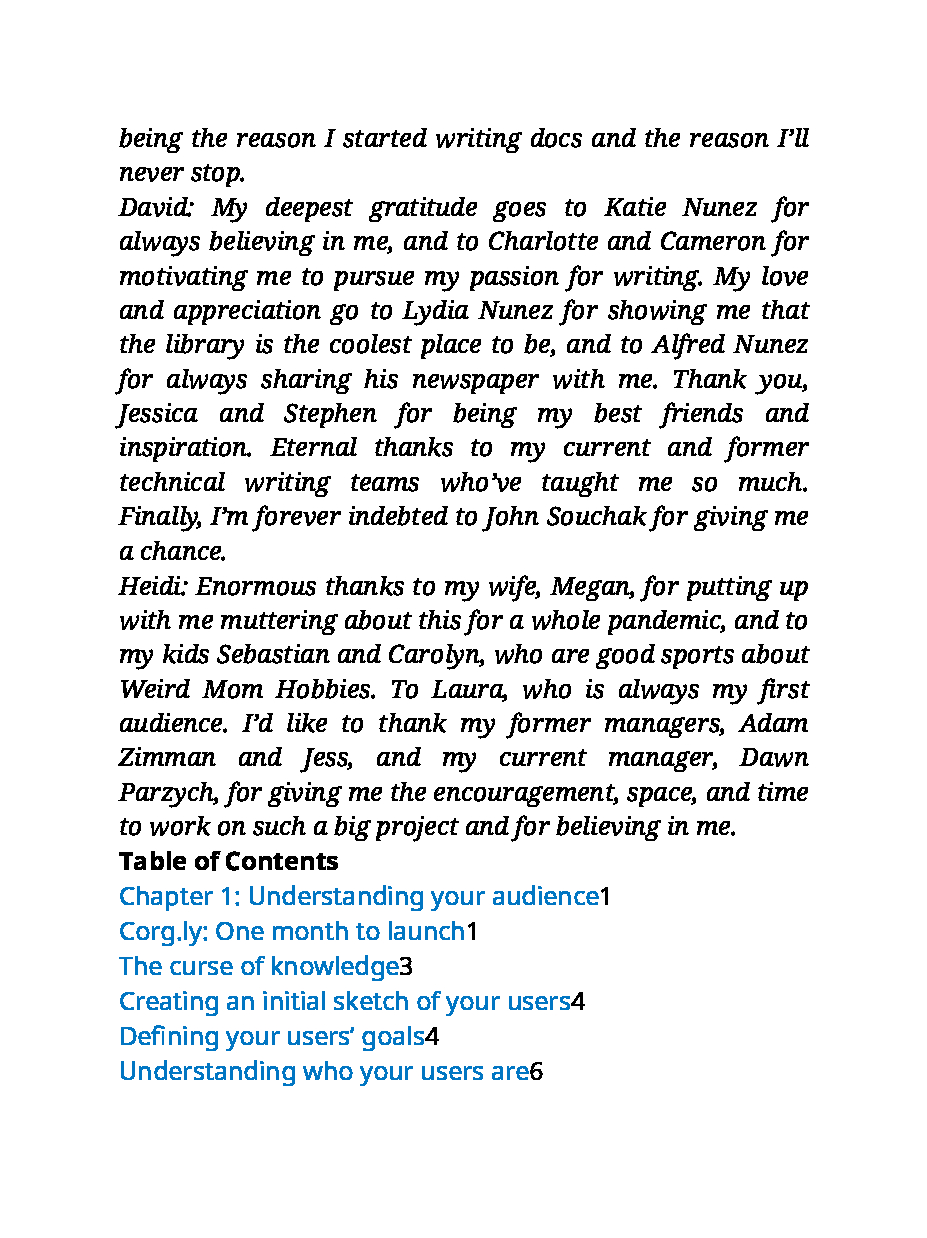 being the reason I started writing docs and the reason I’ll
never stop.
David: My deepest gratitude goes to Katie Nunez for
always believing in me, and to Charlotte and Cameron for
motivating me to pursue my passion for writing. My love
and appreciation go to Lydia Nunez for showing me that
the library is the coolest place to be, and to Alfred Nunez
for always sharing his newspaper with me. Thank you,
Jessica and Stephen for being my best friends and
inspiration. Eternal thanks to my current and former
technical writing teams who’ve taught me so much.
Finally, I’m forever indebted to John Souchak for giving me
a chance.
Heidi: Enormous thanks to my wife, Megan, for putting up
with me muttering about this for a whole pandemic, and to
my kids Sebastian and Carolyn, who are good sports about
Weird Mom Hobbies. To Laura, who is always my first
audience. I’d like to thank my former managers, Adam
Zimman and Jess, and my current manager, Dawn
Parzych, for giving me the encouragement, space, and time
to work on such a big project and for believing in me.
Table of Contents
Chapter 1: Understanding your audience1
Corg.ly: One month to launch1
The curse of knowledge3
Creating an initial sketch of your users4
Defining your users’ goals4
Understanding who your users are6